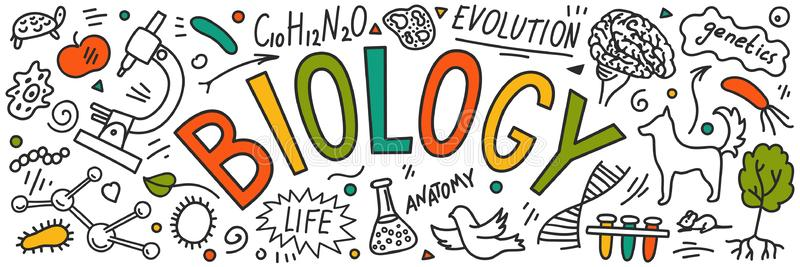 C10H12N2O
EVOLUTION
genetics
BIOLOGY
ANATOMY
LIFE